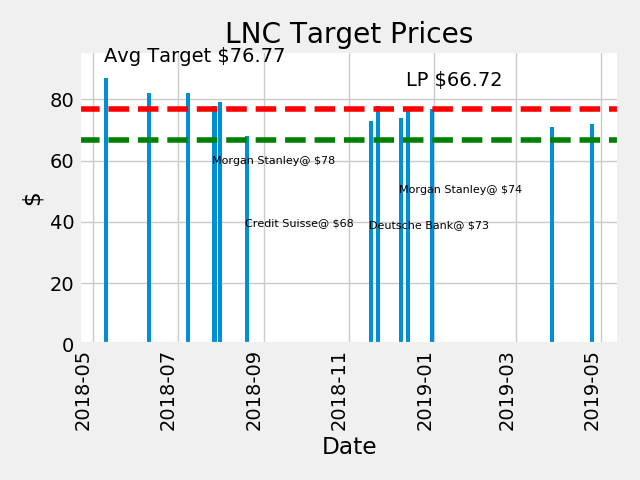 LNC Target Prices
Avg Target $76.77
LP $66.72
80
Morgan Stanley@ $78
60
Morgan Stanley@ $74
$
40
Credit Suisse@ $68
Deutsche Bank@ $73
20
0
2018-05
2018-07
2018-09
2018-11
2019-01
2019-03
2019-05
Date